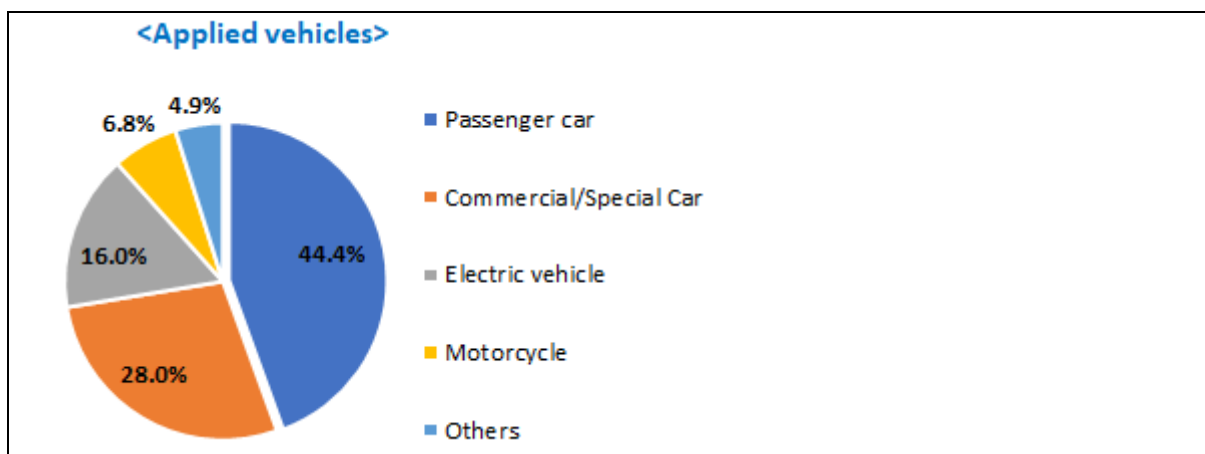 <Applied vehicles>
4.9%
6.8%
44.4%
16.0%
28.0%
Passenger car
Commercial/Special Car
Electric vehicle
Motorcycle
Others